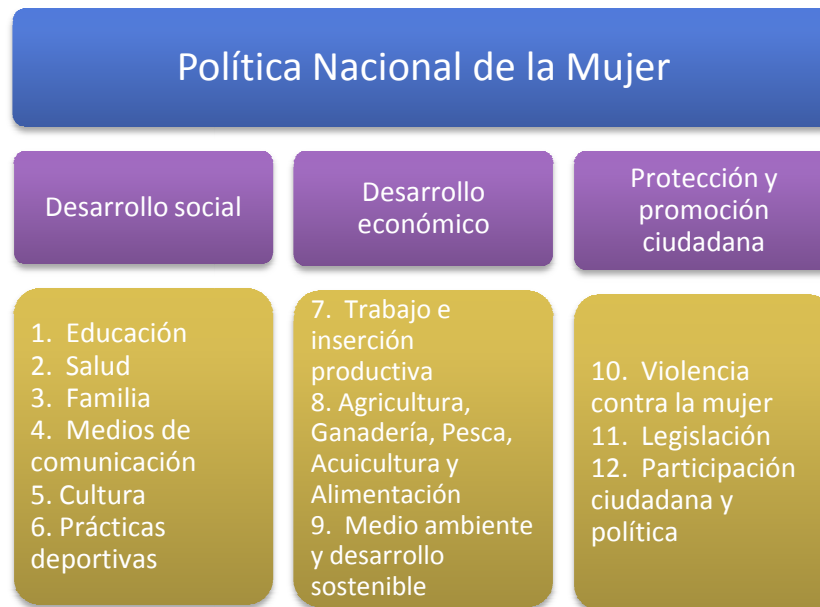 Política Nacional de la Mujer
Desarrollo social
Desarrollo
económico
Protección y
promoción
ciudadana
1. Educación
2. Salud
3. Familia
4. Medios de
comunicación
5. Cultura
6. Prácticas
deportivas
7. Trabajo e
inserción
productiva
8. Agricultura,
Ganadería, Pesca,
Acuicultura y
Alimentación
9. Medio ambiente
y desarrollo
sostenible
10. Violencia
contra la mujer
11. Legislación
12. Participación
ciudadana y
política